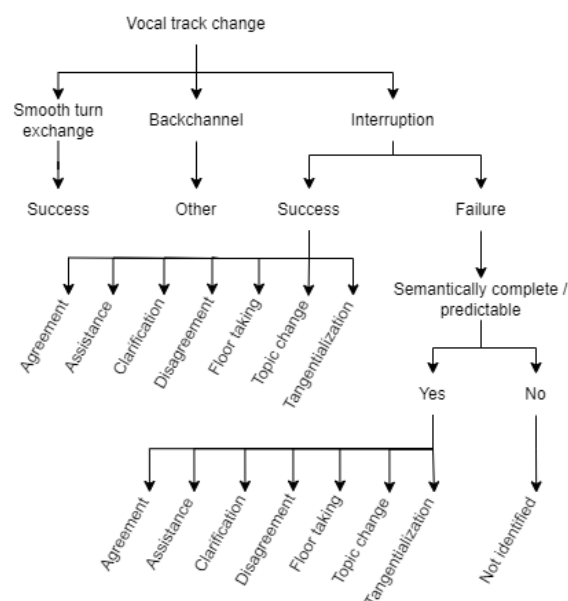 Vocal track change
Smooth turn
exchange
Backchannel
Interruption
Success
Other
Success
Failure
Agreement
Assistance
Clarification
Disagreement
Floor taking
Topic change
Tangentialization
Semantically complete /
predictable
Yes
No
Agreement
Assistance
Clarification
Disagreement
Floor taking
Topic change
Tangentialization
Not identified